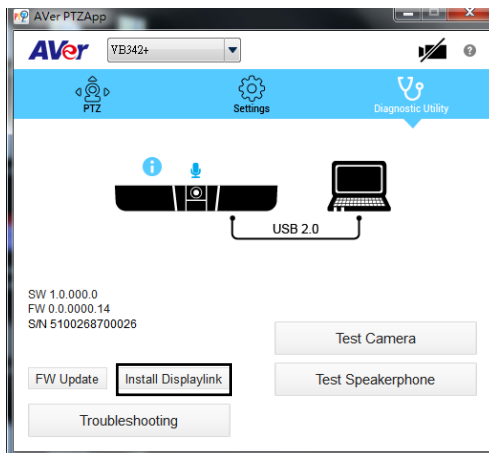 AVer PTZApp
AVer VB342+
PTZ Settings Diagnostic Utility
USB 2.0
SW 1.0.000.0
FW 0.0.0000.14
S/N 5100268700026
Test Camera
FW Update Install Displaylink Test Speakerphone
Troubleshooting